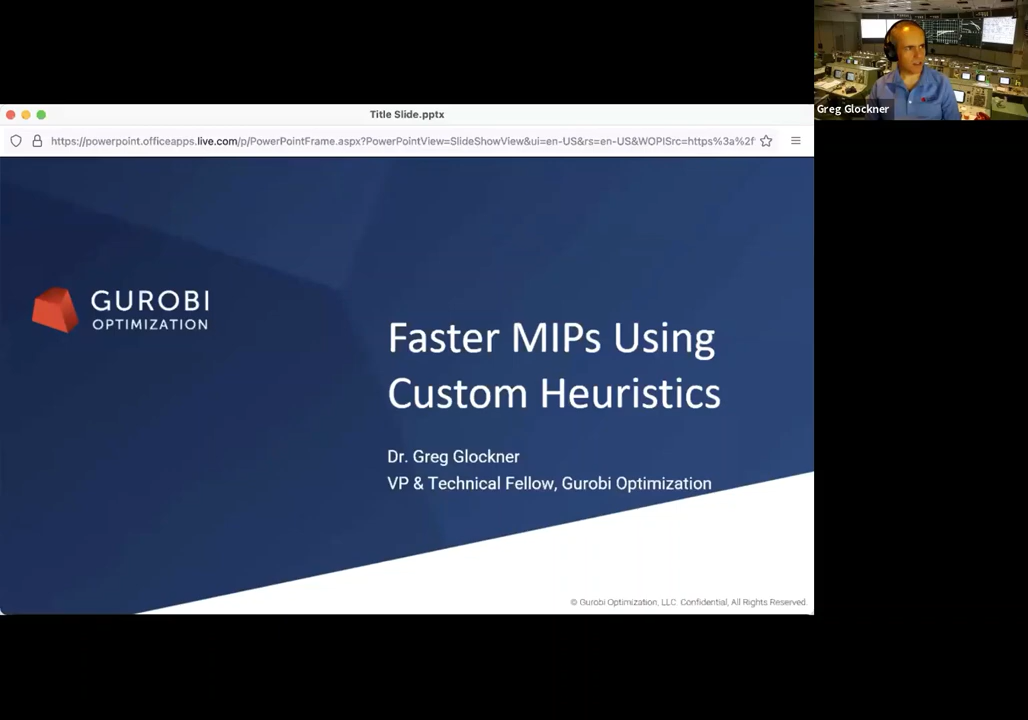 Greg Glockner
Title Slide.pptx
https://powerpoint.officeapps.live.com/p/PowerPointFrame.aspx?PowerPointView=SlideShowView&ui=en-US&rs=en-US&WOPISrc=https%3a%2f
GUROBI
OPTIMIZATION
Faster MIPs Using
Custom Heuristics
Dr. Greg Glockner
VP & Technical Fellow, Gurobi Optimization
© Gurobi Optimization, LLC Confidential, All Rights Reserved.